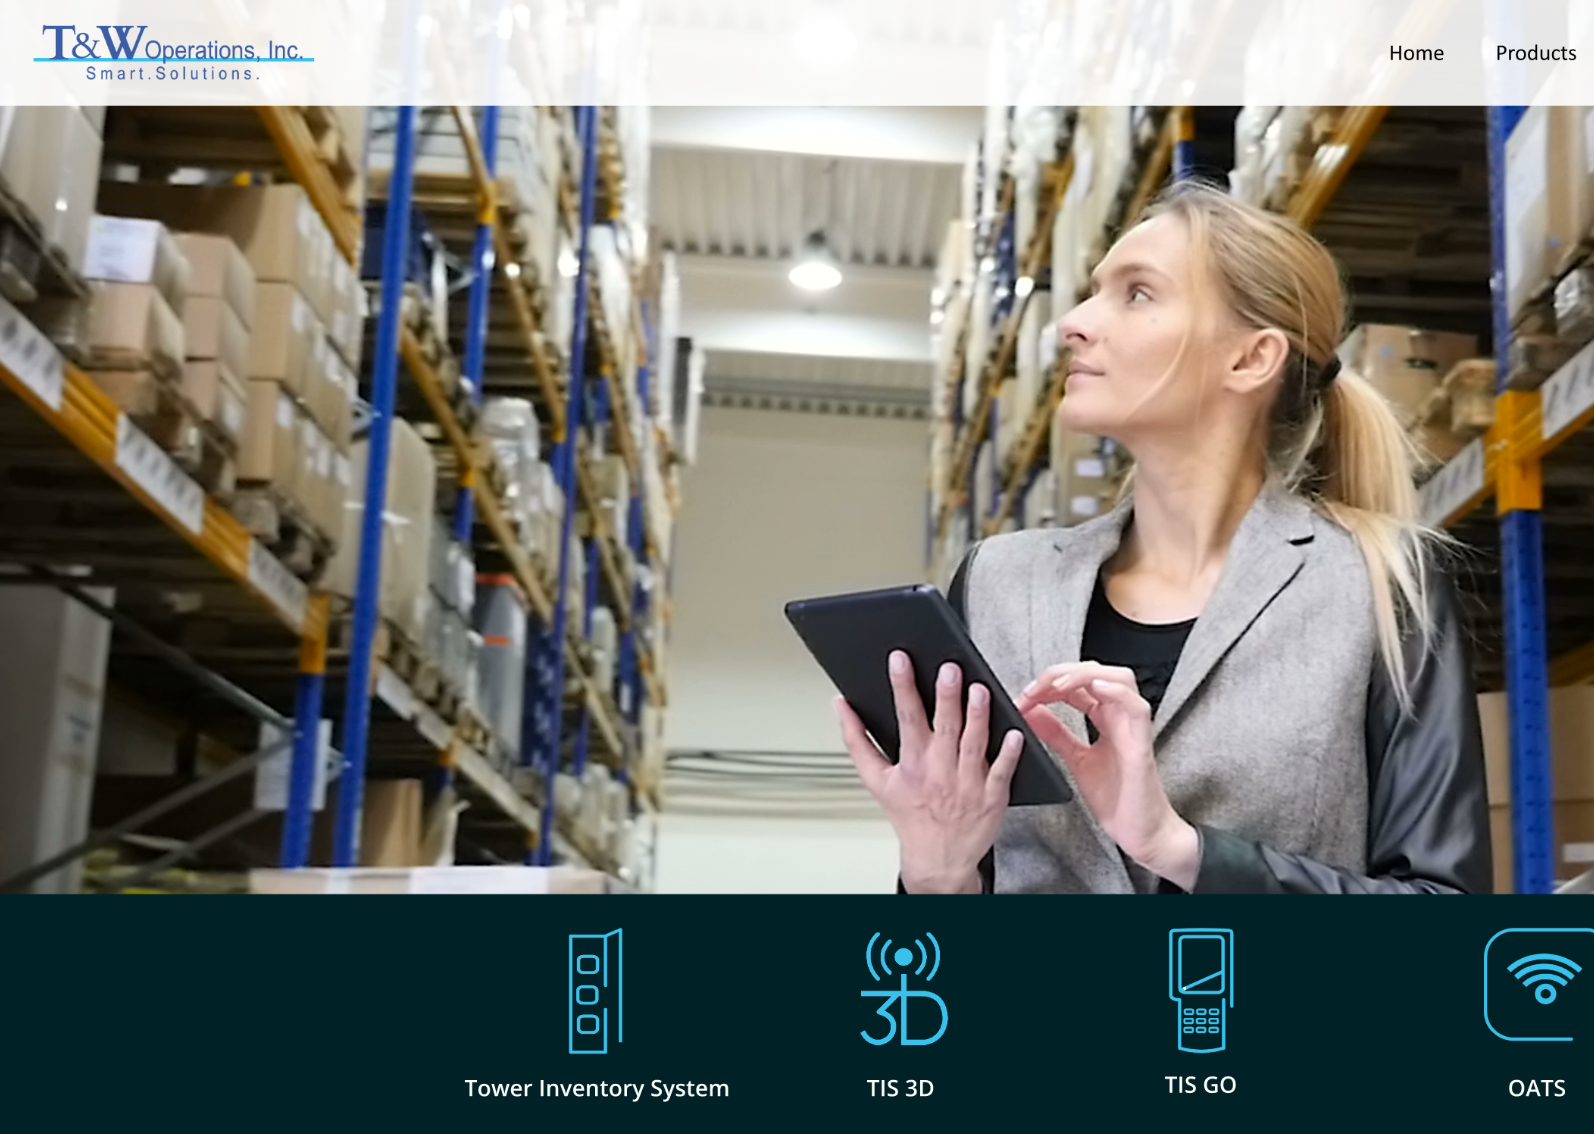 T&W Operations, Inc.
Smart.Solutions.
Home Products
Tower Inventory System
TIS 3D
TIS GO
OATS
3D